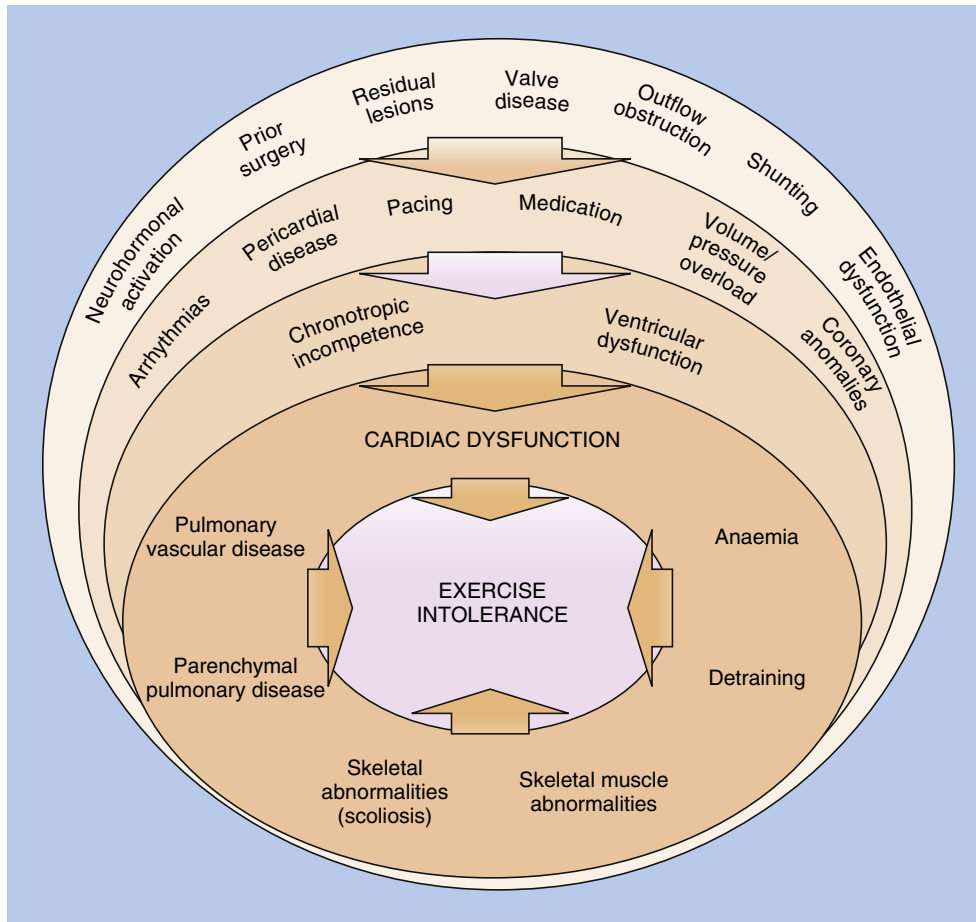 Neurohormonal
activation
Prior
surgery
Residual
lesions
Valve
disease
Outflow
obstruction
Shunting
Endothelial
dysfunction
Arrhythmias
Pericardial
disease
Pacing
Medication
Volume/
pressure
overload
Coronary
anomalies
Chronotropic
incompetence
Ventricular
dysfunction
CARDIAC DYSFUNCTION
Pulmonary
vascular disease
Anaemia
EXERCISE
INTOLERANCE
Parenchymal
pulmonary disease
Detraining
Skeletal
abnormalities
(scoliosis)
Skeletal muscle
abnormalities